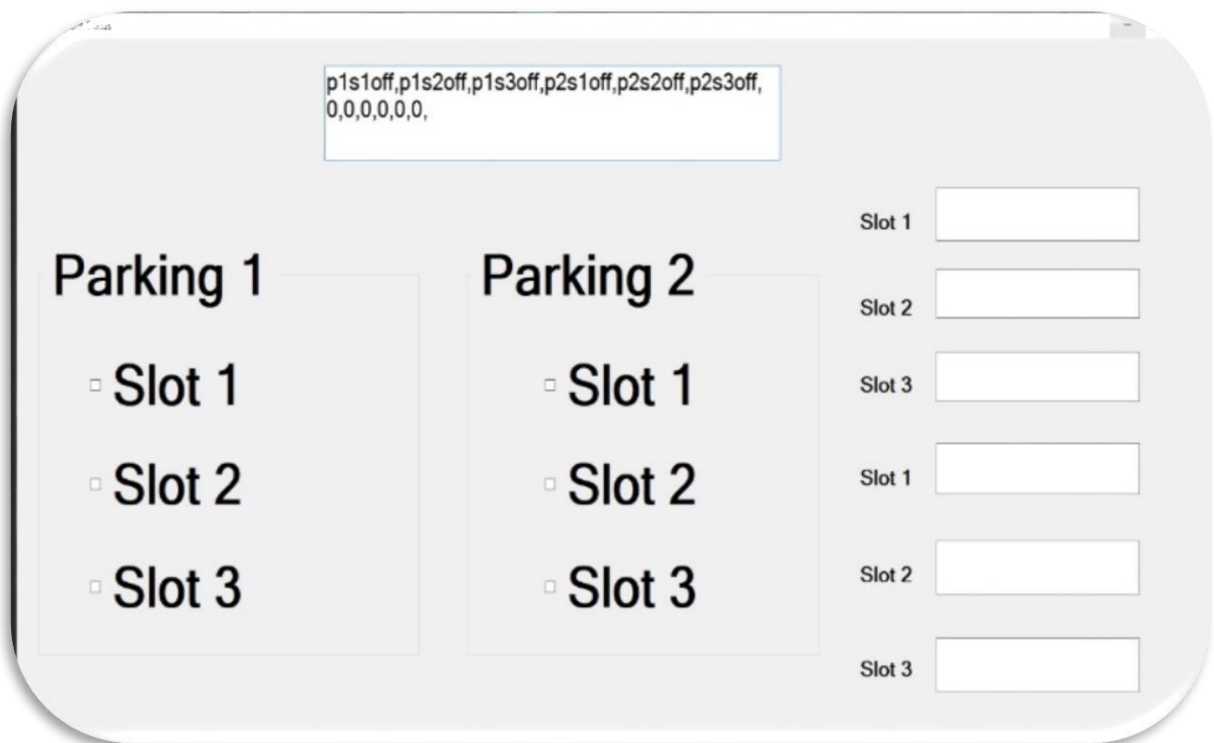 p1s1off,p1s2off,p1s3off,p2s1off,p2s2off,p2s3off,
0,0,0,0,0,0,
Parking 1
Slot 1
Slot 2
Slot 3
Parking 2
Slot 1
Slot 2
Slot 3
Slot 1
Slot 2
Slot 3
Slot 1
Slot 2
Slot 3